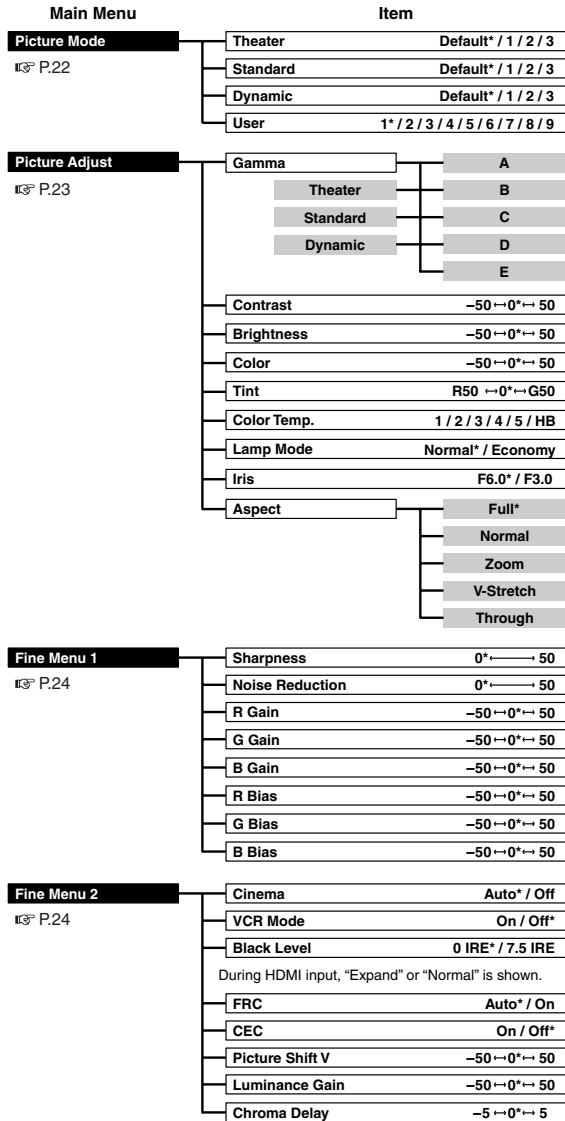 Main Menu Item
Picture Mode Theater Default* / 1 / 2 / 3
☞ P.22 Standard Default* / 1 / 2 / 3
Dynamic Default* / 1 / 2 / 3
User 1* / 2 / 3 / 4 / 5 / 6 / 7 / 8 / 9
Picture Adjust Gamma A
☞ P.23 Theater B
Standard C
Dynamic D
E
Contrast –50↔0*↔ 50
Brightness –50↔0*↔ 50
Color –50↔0*↔ 50
Tint R50 ↔0*↔G50
Color Temp. 1 / 2 / 3 / 4 / 5 / HB
Lamp Mode Normal* / Economy
Iris F6.0* / F3.0
Aspect Full*
Normal
Zoom
V-Stretch
Through
Fine Menu 1 Sharpness 0*⟷ 50
☞ P.24 Noise Reduction 0*⟷ 50
R Gain –50↔0*↔ 50
G Gain –50↔0*↔ 50
B Gain –50↔0*↔ 50
R Bias –50↔0*↔ 50
G Bias –50↔0*↔ 50
B Bias –50↔0*↔ 50
Fine Menu 2 Cinema Auto* / Off
☞ P.24 VCR Mode On / Off*
Black Level 0 IRE* / 7.5 IRE
During HDMI input, “Expand” or “Normal” is shown.
FRC Auto* / On
CEC On / Off*
Picture Shift V –50↔0*↔ 50
Luminance Gain –50↔0*↔ 50
Chroma Delay –5 ↔0*↔ 5